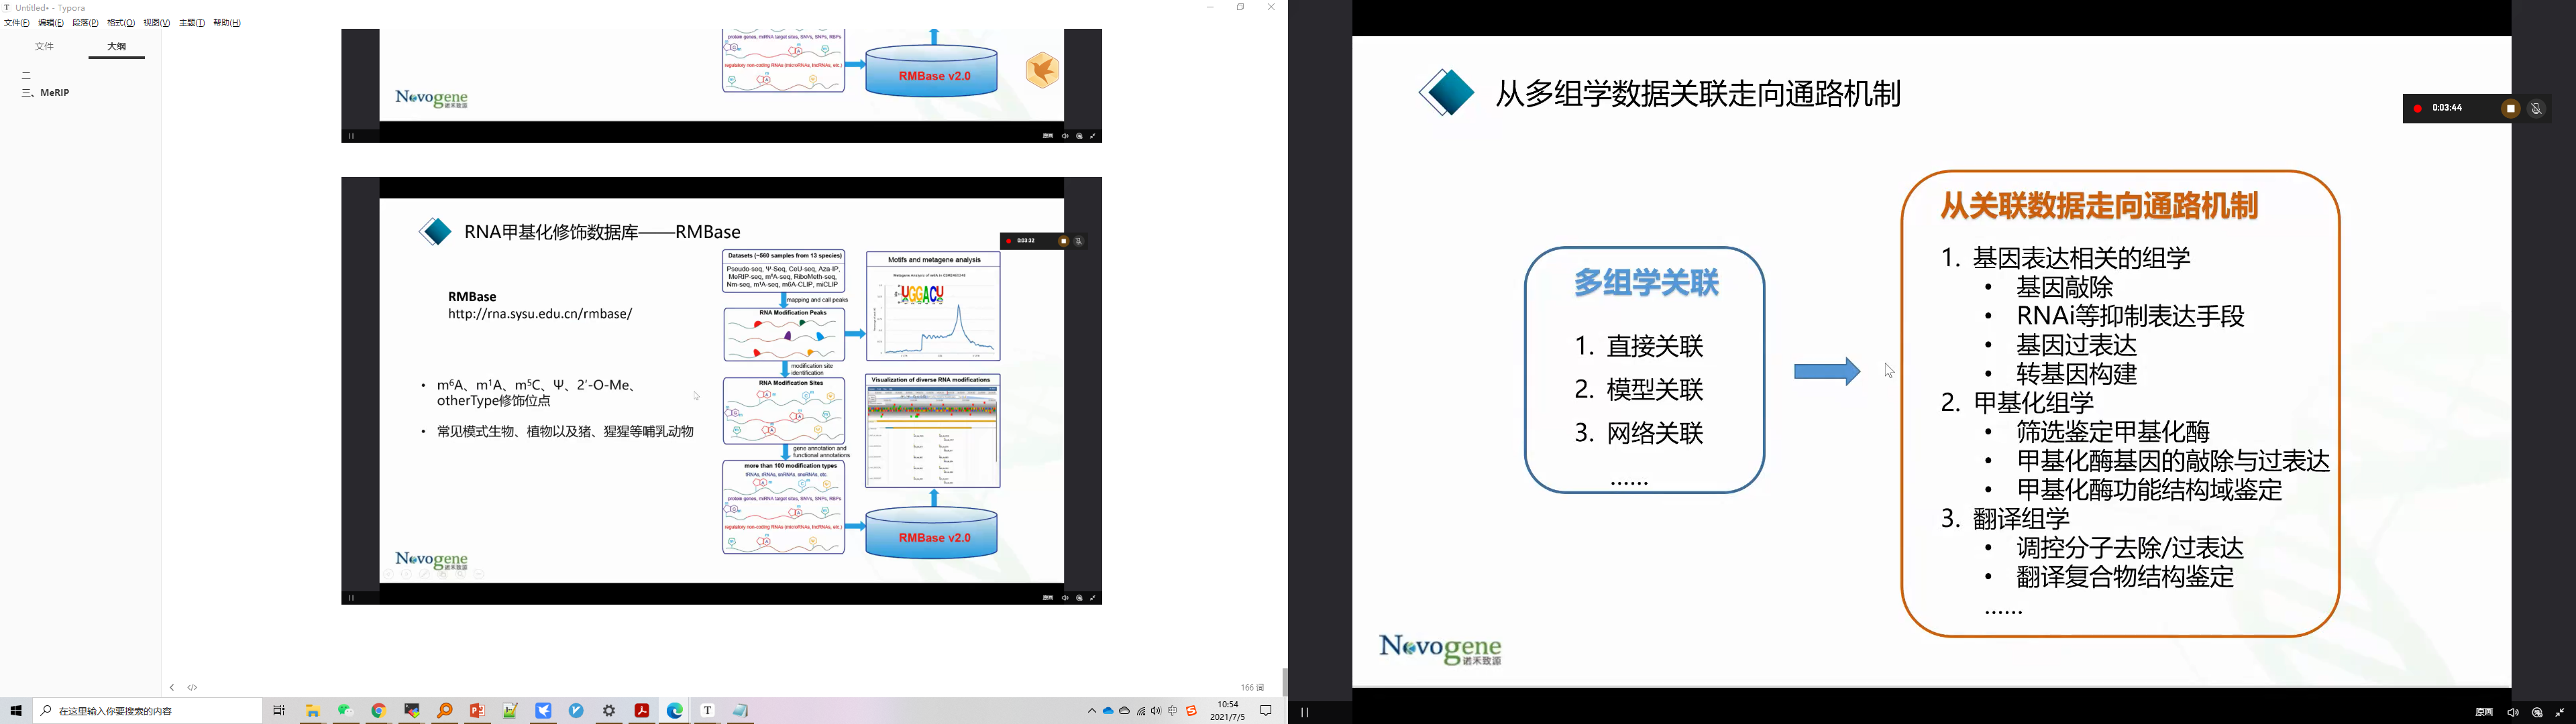 Untitled• - Typora
文件(F) 编辑(E) 段落(P) 格式(O) 视图(V) 主题(T) 帮助(H)
文件 大纲
二
三、MeRIP
protein genes, miRNA target sites, SNVs, SNPs, RBPs
regulatory non-coding RNAs (microRNAs, lncRNAs, etc.)
RMBase v2.0
Novogene
诺禾致源
原画
RNA甲基化修饰数据库——RMBase
0:03:32
RMBase
http://rna.sysu.edu.cn/rmbase/
• m⁶A、m¹A、m⁵C、Ψ、2'-O-Me、
otherType修饰位点
• 常见模式生物、植物以及猪、猩猩等哺乳动物
Datasets (~560 samples from 13 species)
Pseudo-seq, Ψ-Seq, CeU-seq, Aza-IP,
MeRIP-seq, m⁶A-seq, RiboMeth-seq,
Nm-seq, m¹A-seq, m6A-CLIP, miCLIP
mapping and call peaks
RNA Modification Peaks
modification site
identification
RNA Modification Sites
gene annotation and
functional annotations
more than 100 modification types
tRNAs, rRNAs, snRNAs, snoRNAs, etc.
protein genes, miRNA target sites, SNVs, SNPs, RBPs
regulatory non-coding RNAs (microRNAs, lncRNAs, etc.)
Motifs and metagene analysis
UGGACU
Visualization of diverse RNA modifications
RMBase v2.0
Novogene
诺禾致源
原画
166 词
在这里输入你要搜索的内容
中
10:54
2021/7/5
从多组学数据关联走向通路机制
0:03:44
多组学关联
1. 直接关联
2. 模型关联
3. 网络关联
……
从关联数据走向通路机制
1. 基因表达相关的组学
• 基因敲除
• RNAi等抑制表达手段
• 基因过表达
• 转基因构建
2. 甲基化组学
• 筛选鉴定甲基化酶
• 甲基化酶基因的敲除与过表达
• 甲基化酶功能结构域鉴定
3. 翻译组学
• 调控分子去除/过表达
• 翻译复合物结构鉴定
……
Novogene
诺禾致源
原画